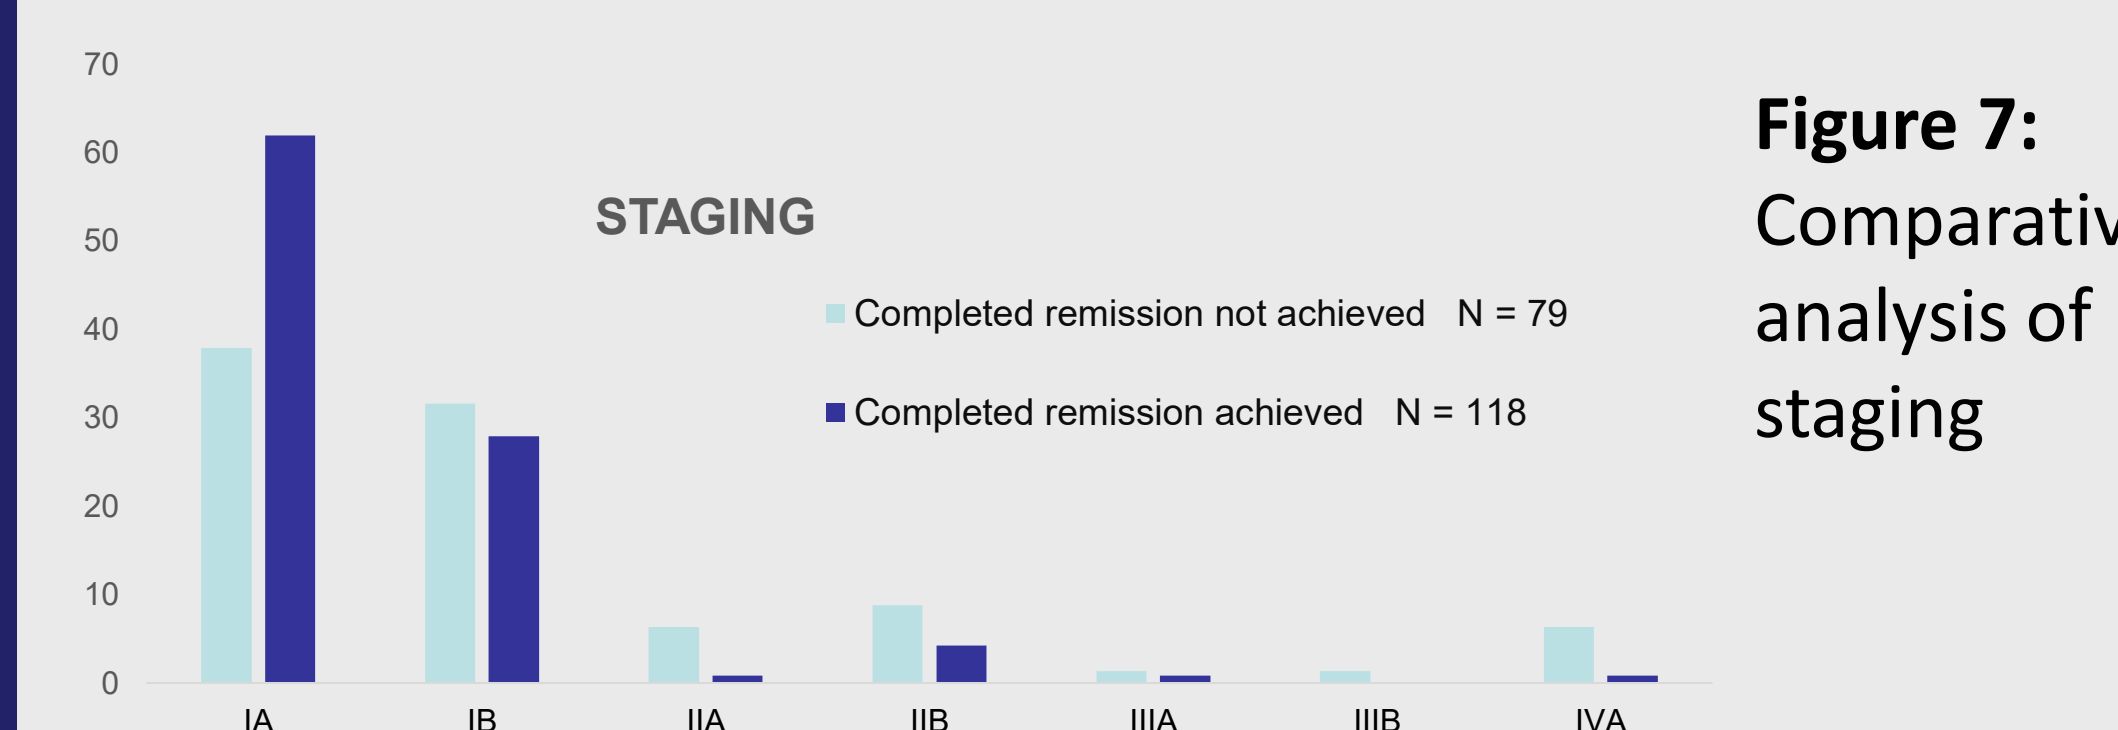 70
60
50
40
30
20
10
0
STAGING
Completed remission not achieved N = 79
Completed remission achieved N = 118
IA IB IIA IIB IIIA IIIB IVA
Figure 7:
Comparativ
analysis of
staging